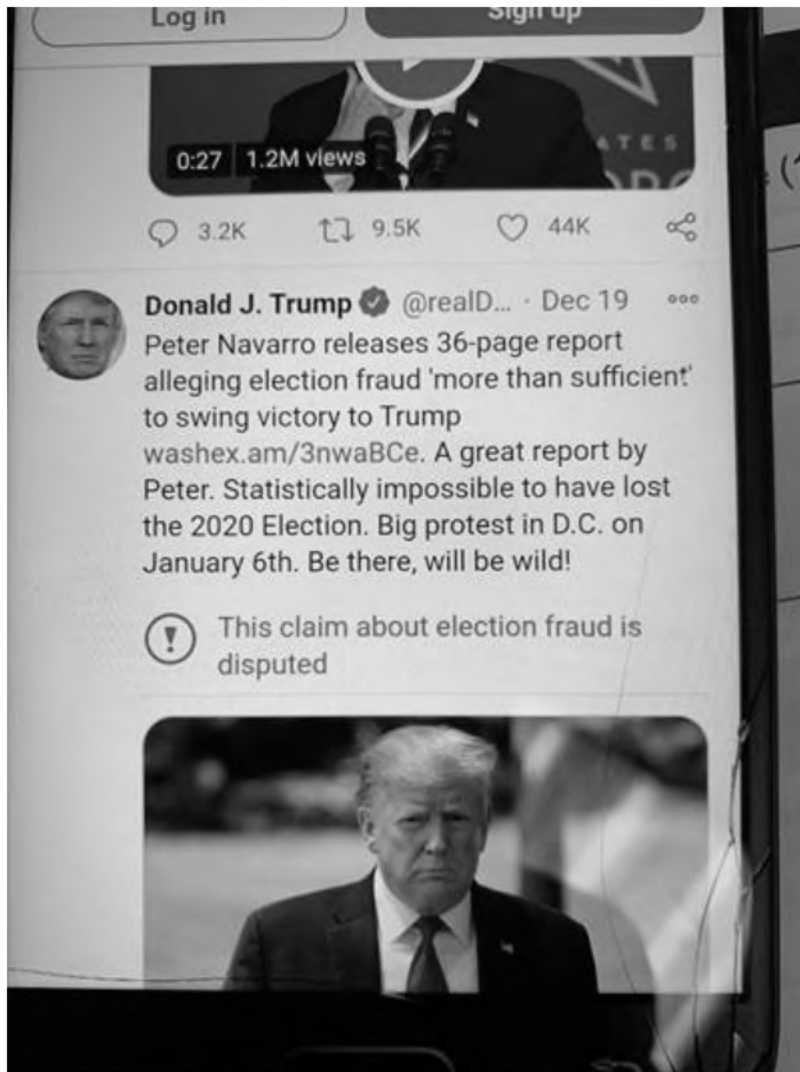 Log in
Sign up
0:27 1.2M views
ATES
3.2K 9.5K 44K
Donald J. Trump @realD... · Dec 19
Peter Navarro releases 36-page report
alleging election fraud 'more than sufficient'
to swing victory to Trump
washex.am/3nwaBCe. A great report by
Peter. Statistically impossible to have lost
the 2020 Election. Big protest in D.C. on
January 6th. Be there, will be wild!
This claim about election fraud is
disputed